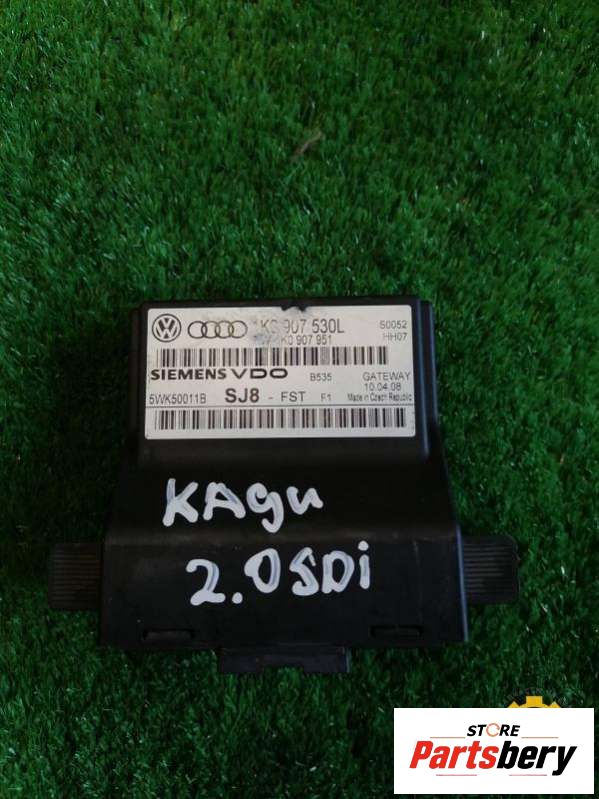 1K0 907 530L
1K0 907 951
S0052
HH07
SIEMENS VDO
B535
GATEWAY
10.04.08
5WK50011B
SJ8 - FST
F1
Made in Czech Republic
KAgu
2.0SDi
STORE
Partsbery